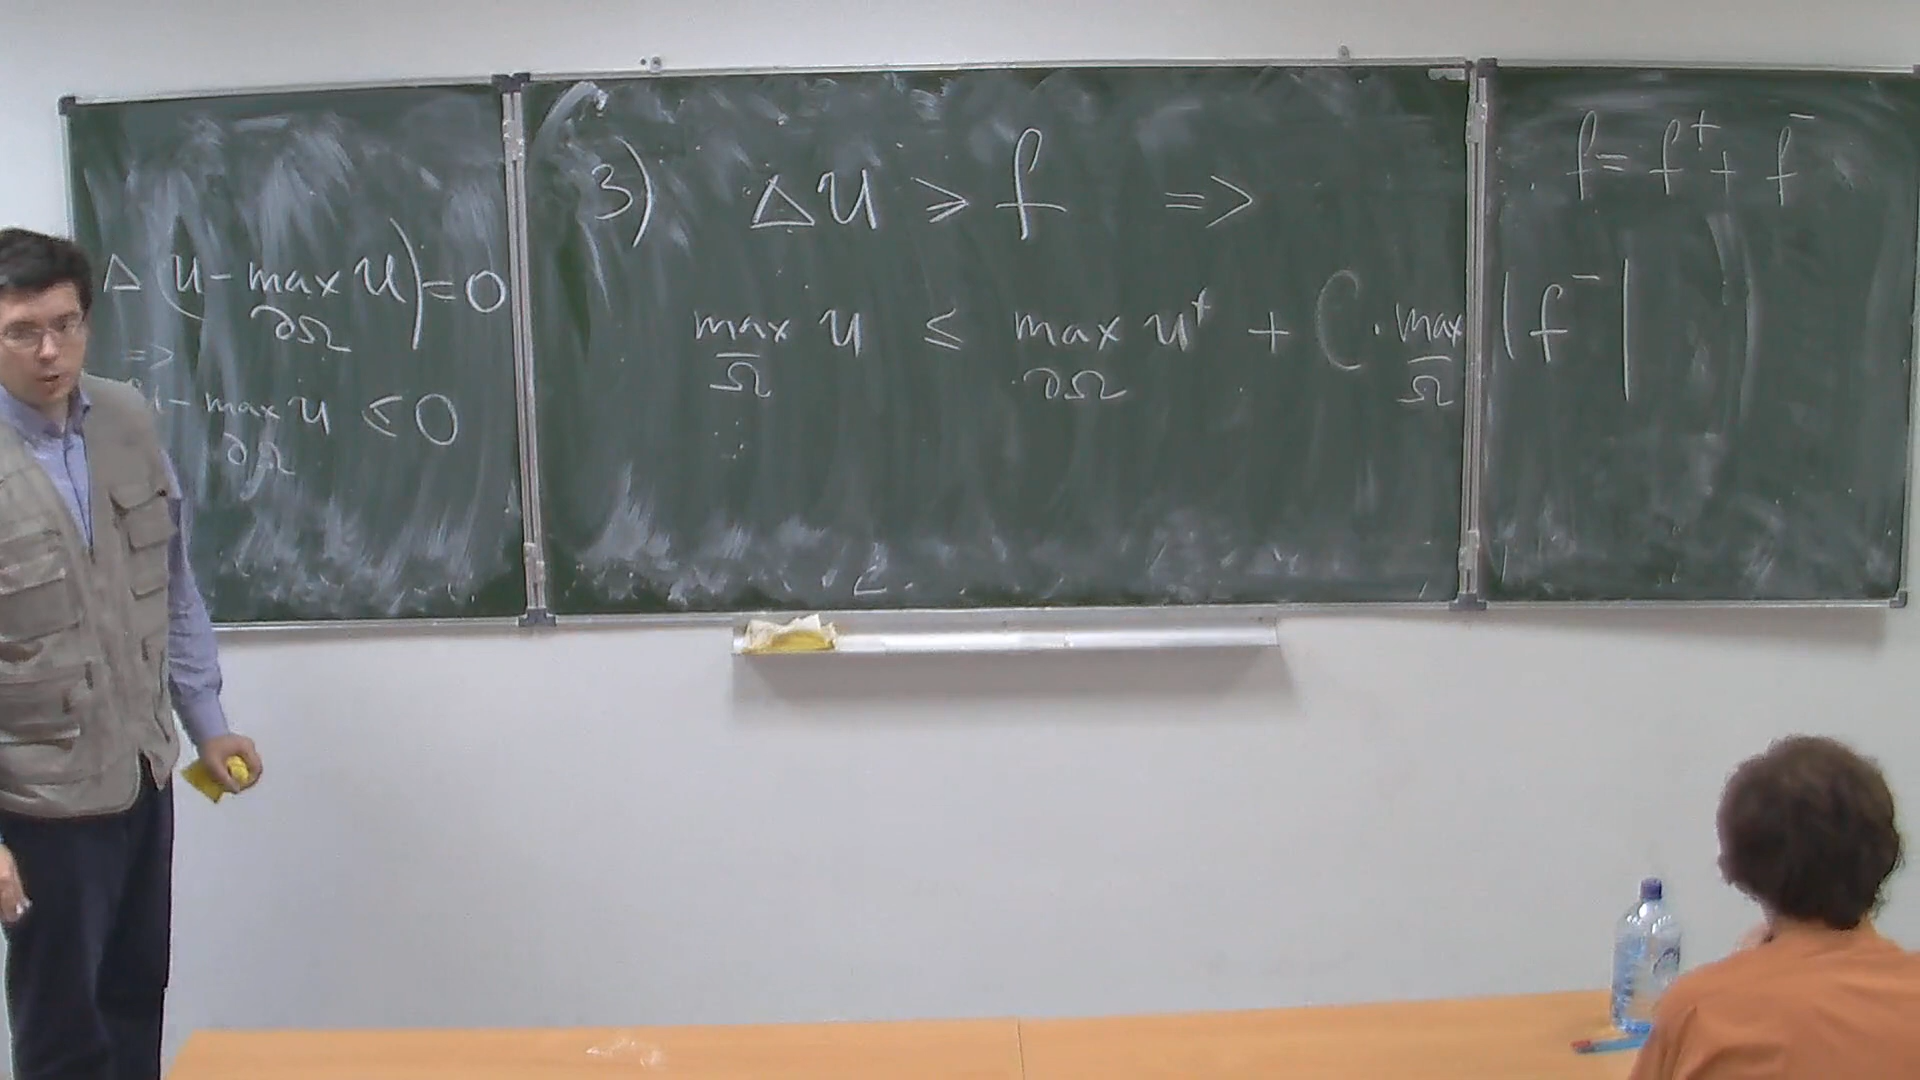 Δ (u - max u) = 0
∂Ω
=>
- max u ≤ 0
∂Ω
3) Δu ⩾ f =>
max u ≤ max u⁺ + C · max |f⁻|
Ω̅ ∂Ω Ω̅
f = f⁺ + f⁻